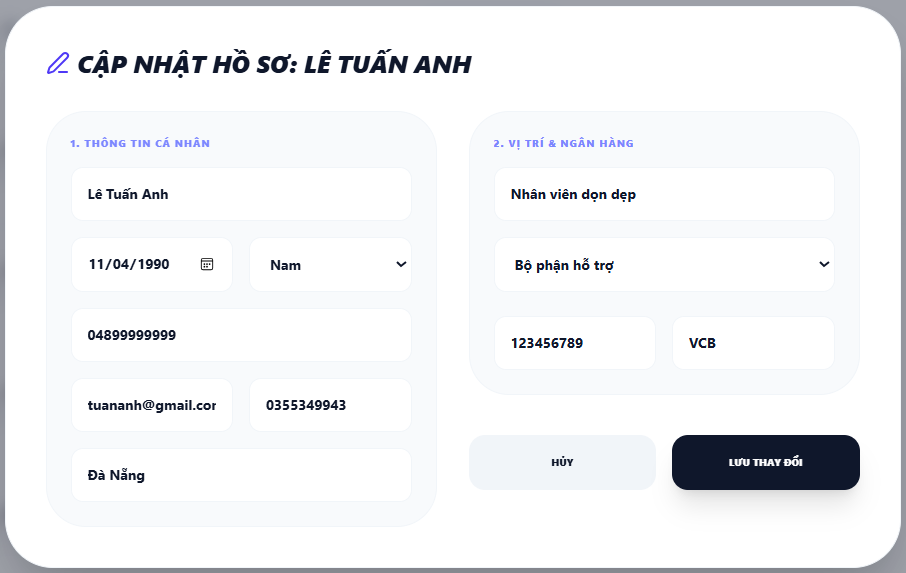 CẬP NHẬT HỒ SƠ: LÊ TUẤN ANH
1. THÔNG TIN CÁ NHÂN
Lê Tuấn Anh
11/04/1990
Nam
04899999999
tuananh@gmail.cor
0355349943
Đà Nẵng
2. VỊ TRÍ & NGÂN HÀNG
Nhân viên dọn dẹp
Bộ phận hỗ trợ
123456789
VCB
HỦY
LƯU THAY ĐỔI